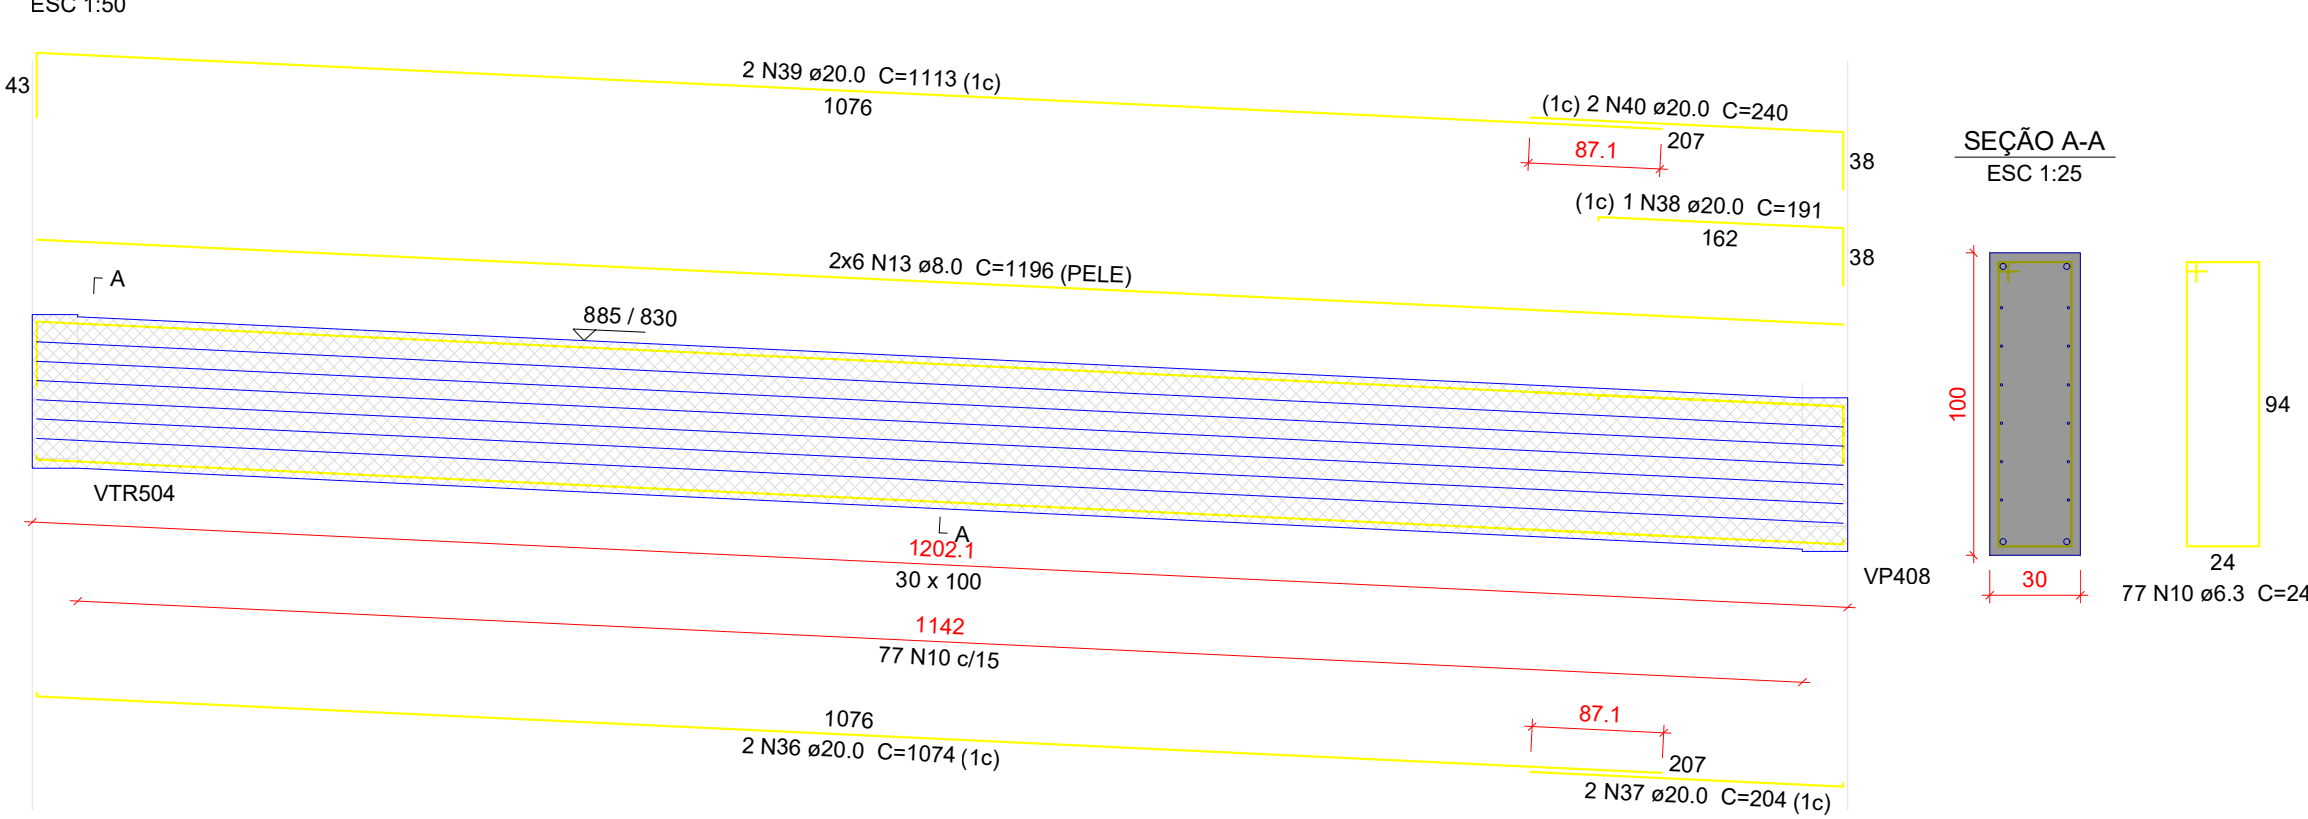 ESC 1:50
43
2 N39 ø20.0 C=1113 (1c)
1076
(1c) 2 N40 ø20.0 C=240
207
87.1
38
SEÇÃO A-A
ESC 1:25
(1c) 1 N38 ø20.0 C=191
162
38
2x6 N13 ø8.0 C=1196 (PELE)
A
885 / 830
100
94
VTR504
A
1202.1
30 x 100
VP408
30
24
77 N10 ø6.3 C=24
1142
77 N10 c/15
1076
2 N36 ø20.0 C=1074 (1c)
87.1
207
2 N37 ø20.0 C=204 (1c)